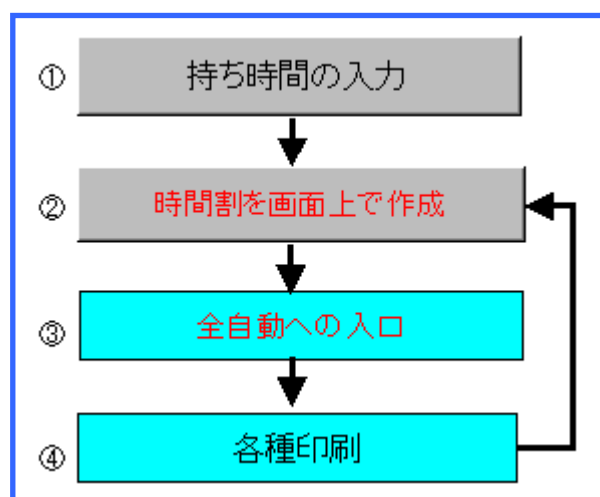 ① 持ち時間の入力
② 時間割を画面上で作成
③ 全自動への入口
④ 各種印刷